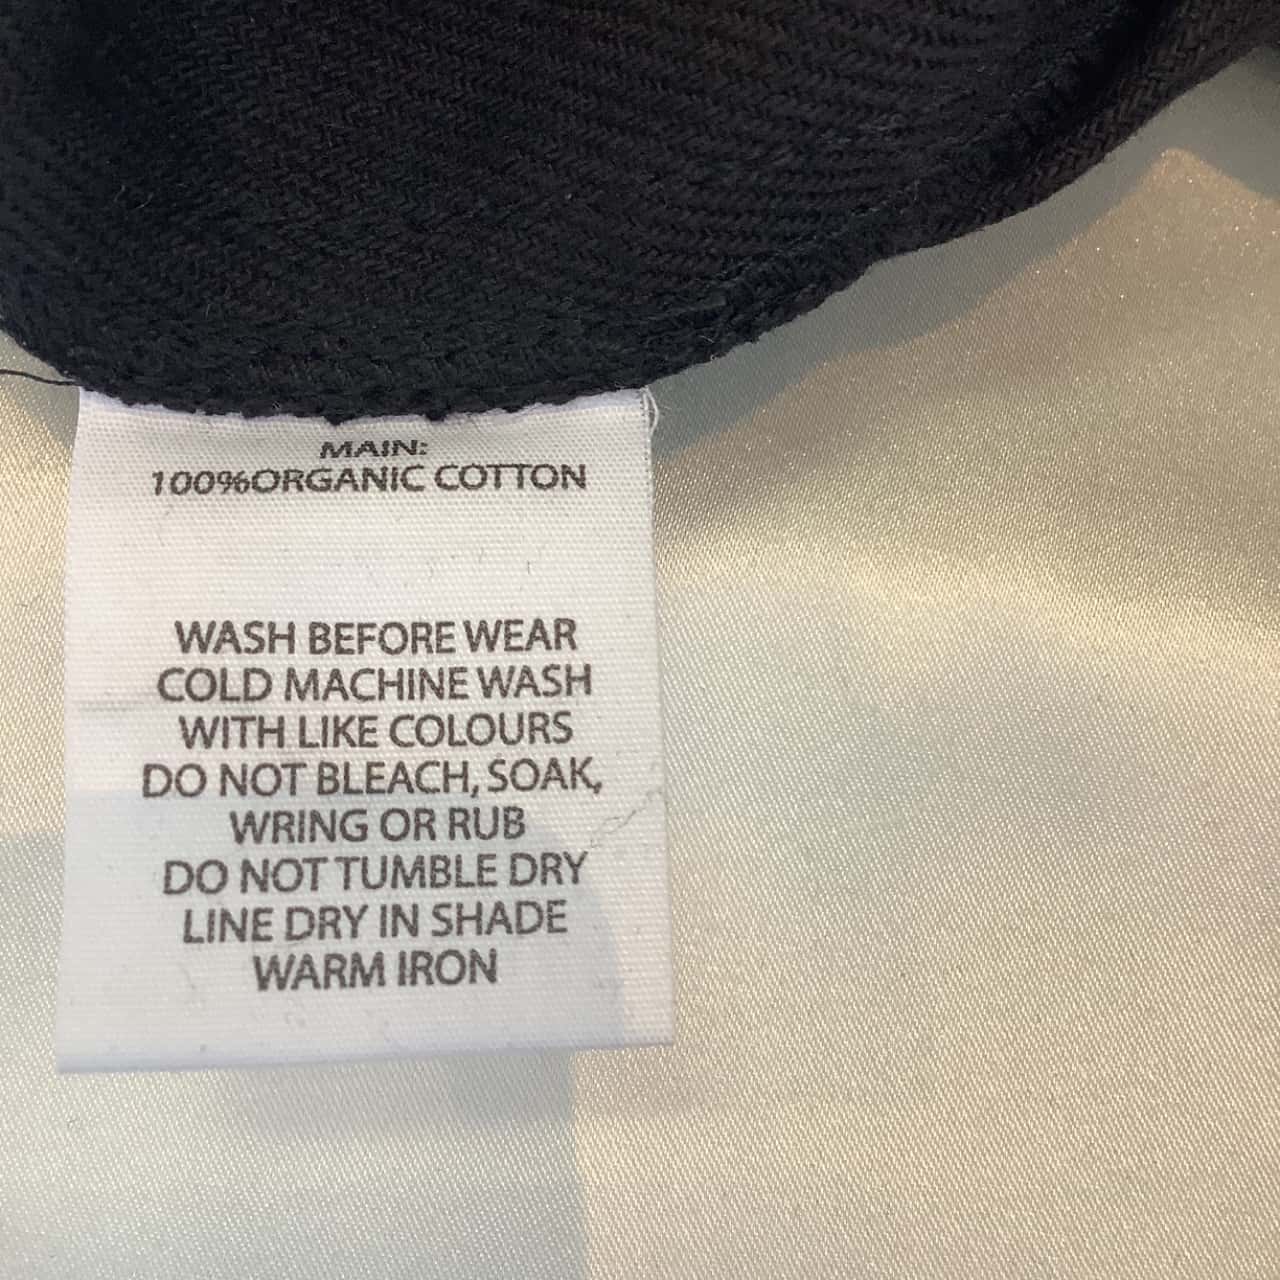 MAIN:
100%ORGANIC COTTON
WASH BEFORE WEAR
COLD MACHINE WASH
WITH LIKE COLOURS
DO NOT BLEACH, SOAK,
WRING OR RUB
DO NOT TUMBLE DRY
LINE DRY IN SHADE
WARM IRON